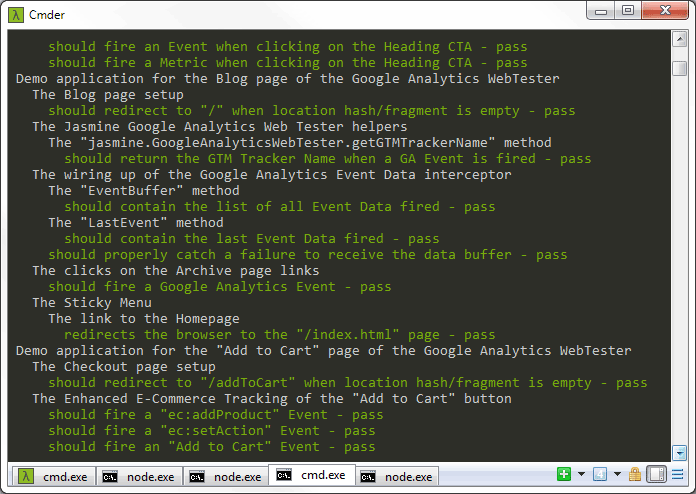 Cmder
should fire an Event when clicking on the Heading CTA - pass
should fire a Metric when clicking on the Heading CTA - pass
Demo application for the Blog page of the Google Analytics WebTester
The Blog page setup
should redirect to "/" when location hash/fragment is empty - pass
The Jasmine Google Analytics Web Tester helpers
The "jasmine.GoogleAnalyticsWebTester.getGTMTrackerName" method
should return the GTM Tracker Name when a GA Event is fired - pass
The wiring up of the Google Analytics Event Data interceptor
The "EventBuffer" method
should contain the list of all Event Data fired - pass
The "LastEvent" method
should contain the last Event Data fired - pass
should properly catch a failure to receive the data buffer - pass
The clicks on the Archive page links
should fire a Google Analytics Event - pass
The Sticky Menu
The link to the Homepage
redirects the browser to the "/index.html" page - pass
Demo application for the "Add to Cart" page of the Google Analytics WebTester
The Checkout page setup
should redirect to "/addToCart" when location hash/fragment is empty - pass
The Enhanced E-Commerce Tracking of the "Add to Cart" button
should fire a "ec:addProduct" Event - pass
should fire a "ec:setAction" Event - pass
should fire an "Add to Cart" Event - pass
cmd.exe node.exe node.exe cmd.exe node.exe